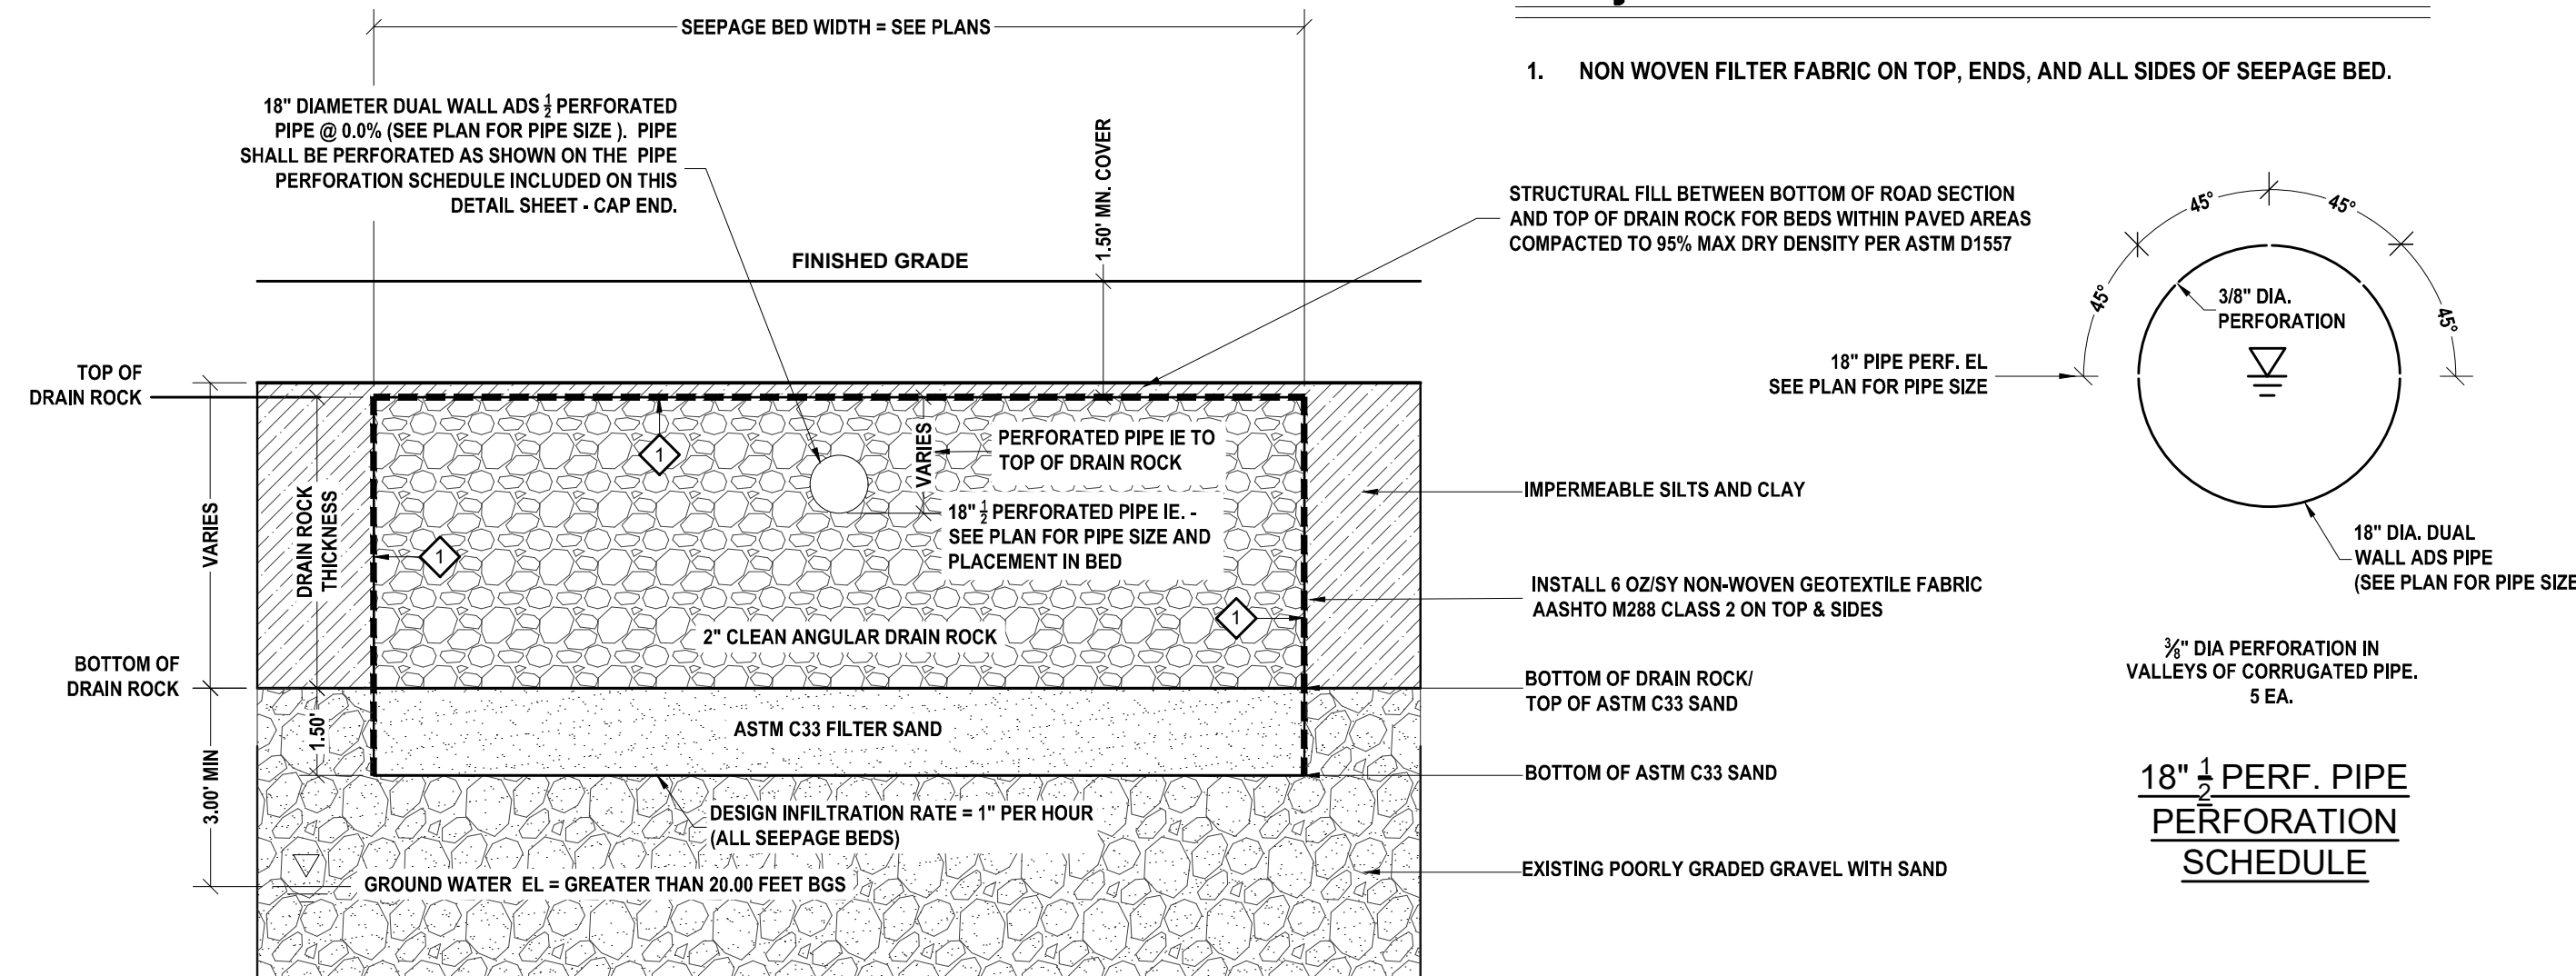 SEEPAGE BED WIDTH = SEE PLANS
1. NON WOVEN FILTER FABRIC ON TOP, ENDS, AND ALL SIDES OF SEEPAGE BED.
18" DIAMETER DUAL WALL ADS 1/2 PERFORATED
PIPE @ 0.0% (SEE PLAN FOR PIPE SIZE ). PIPE
SHALL BE PERFORATED AS SHOWN ON THE PIPE
PERFORATION SCHEDULE INCLUDED ON THIS
DETAIL SHEET - CAP END.
1.50' MN. COVER
FINISHED GRADE
STRUCTURAL FILL BETWEEN BOTTOM OF ROAD SECTION
AND TOP OF DRAIN ROCK FOR BEDS WITHIN PAVED AREAS
COMPACTED TO 95% MAX DRY DENSITY PER ASTM D1557
TOP OF
DRAIN ROCK
VARIES
DRAIN ROCK
THICKNESS
BOTTOM OF
DRAIN ROCK
3.00' MIN
1.50'
1
1
1
VARIES
PERFORATED PIPE IE TO
TOP OF DRAIN ROCK
18" 1/2 PERFORATED PIPE IE. -
SEE PLAN FOR PIPE SIZE AND
PLACEMENT IN BED
2" CLEAN ANGULAR DRAIN ROCK
ASTM C33 FILTER SAND
DESIGN INFILTRATION RATE = 1" PER HOUR
(ALL SEEPAGE BEDS)
GROUND WATER EL = GREATER THAN 20.00 FEET BGS
IMPERMEABLE SILTS AND CLAY
INSTALL 6 OZ/SY NON-WOVEN GEOTEXTILE FABRIC
AASHTO M288 CLASS 2 ON TOP & SIDES
BOTTOM OF DRAIN ROCK/
TOP OF ASTM C33 SAND
BOTTOM OF ASTM C33 SAND
EXISTING POORLY GRADED GRAVEL WITH SAND
45°
45°
45°
45°
3/8" DIA.
PERFORATION
18" PIPE PERF. EL
SEE PLAN FOR PIPE SIZE
18" DIA. DUAL
WALL ADS PIPE
(SEE PLAN FOR PIPE SIZE
3/8" DIA PERFORATION IN
VALLEYS OF CORRUGATED PIPE.
5 EA.
18" 1/2 PERF. PIPE
PERFORATION
SCHEDULE